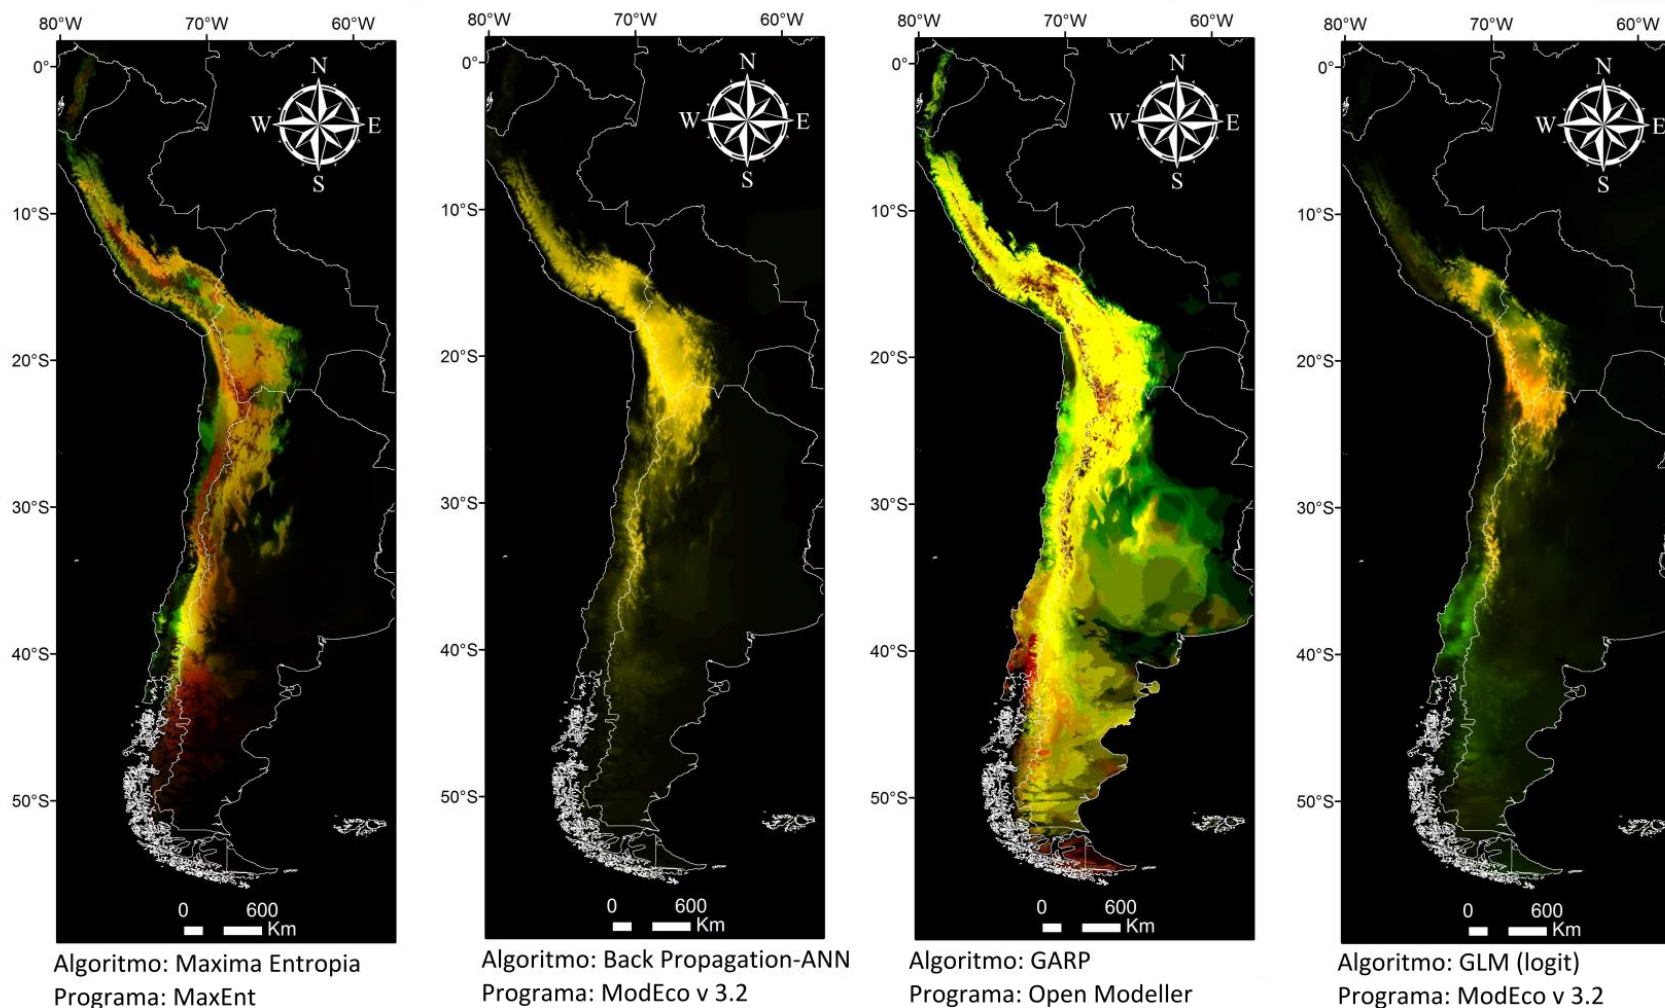 80°W 70°W 60°W
0°
10°S
20°S
30°S
40°S
50°S
N
W E
S
0 600
Km
Algoritmo: Maxima Entropia
Programa: MaxEnt
80°W 70°W 60°W
0°
10°S
20°S
30°S
40°S
50°S
N
W E
S
0 600
Km
Algoritmo: Back Propagation-ANN
Programa: ModEco v 3.2
80°W 70°W 60°W
0°
10°S
20°S
30°S
40°S
50°S
N
W E
S
0 600
Km
Algoritmo: GARP
Programa: Open Modeller
80°W 70°W 60°W
0°
10°S
20°S
30°S
40°S
50°S
N
W E
S
0 600
Km
Algoritmo: GLM (logit)
Programa: ModEco v 3.2